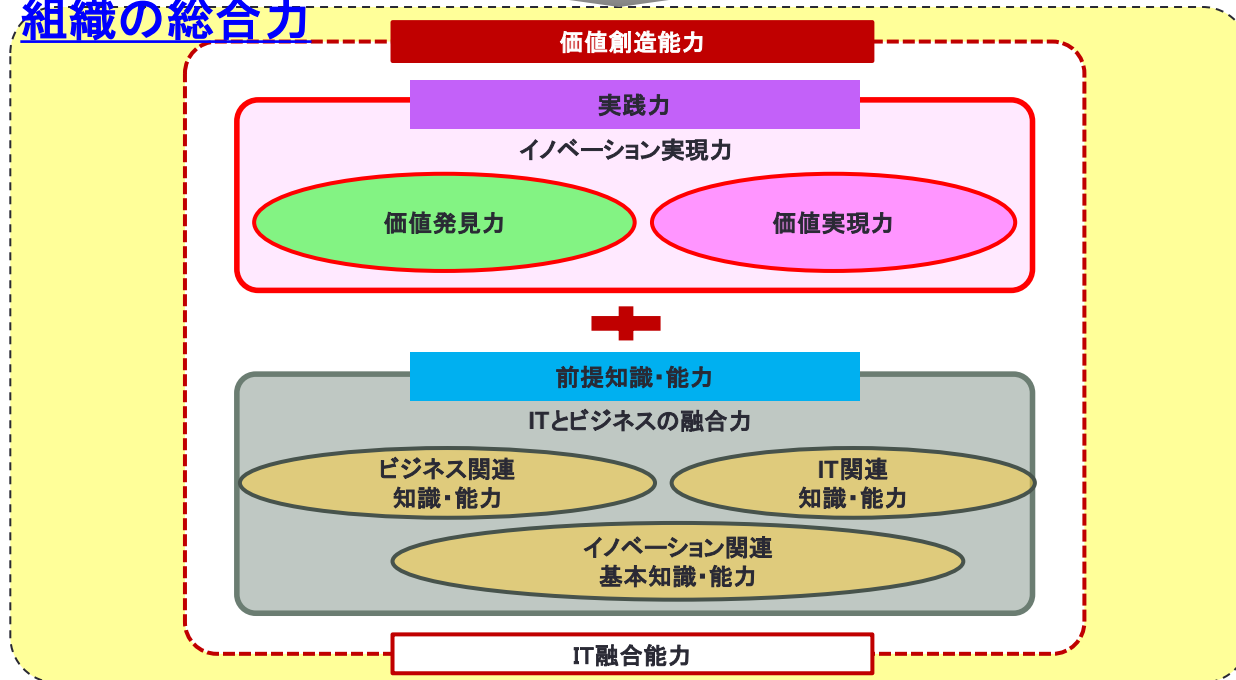 組織の総合力
価値創造能力
実践力
イノベーション実現力
価値発見力
価値実現力
前提知識・能力
ITとビジネスの融合力
ビジネス関連
知識・能力
IT関連
知識・能力
イノベーション関連
基本知識・能力
IT融合能力